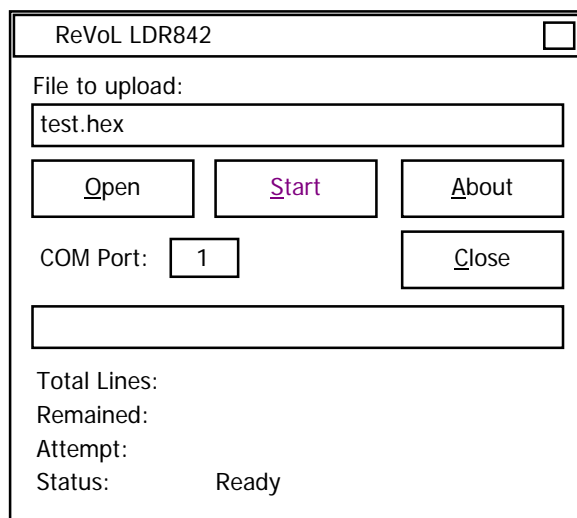 ReVoL LDR842
File to upload:
test.hex
Open Start About
COM Port: 1 Close
Total Lines:
Remained:
Attempt:
Status: Ready